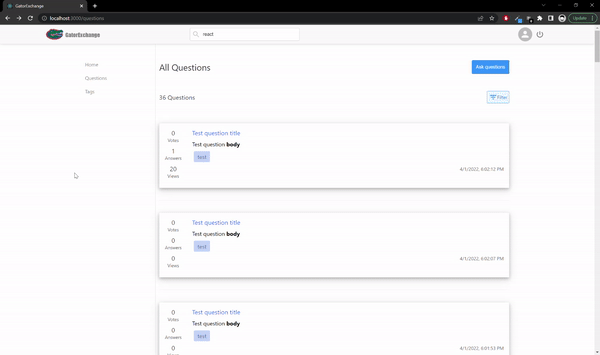 GatorExchange
localhost:3000/questions
Update
GatorExchange
react
Home
Questions
Tags
All Questions
Ask questions
36 Questions
Filter
0
Votes
1
Answers
20
Views
Test question title
Test question body
test
4/1/2022, 6:02:12 PM
0
Votes
0
Answers
0
Views
Test question title
Test question body
test
4/1/2022, 6:02:07 PM
0
Votes
0
Answers
0
Test question title
Test question body
test
4/1/2022, 6:01:53 PM